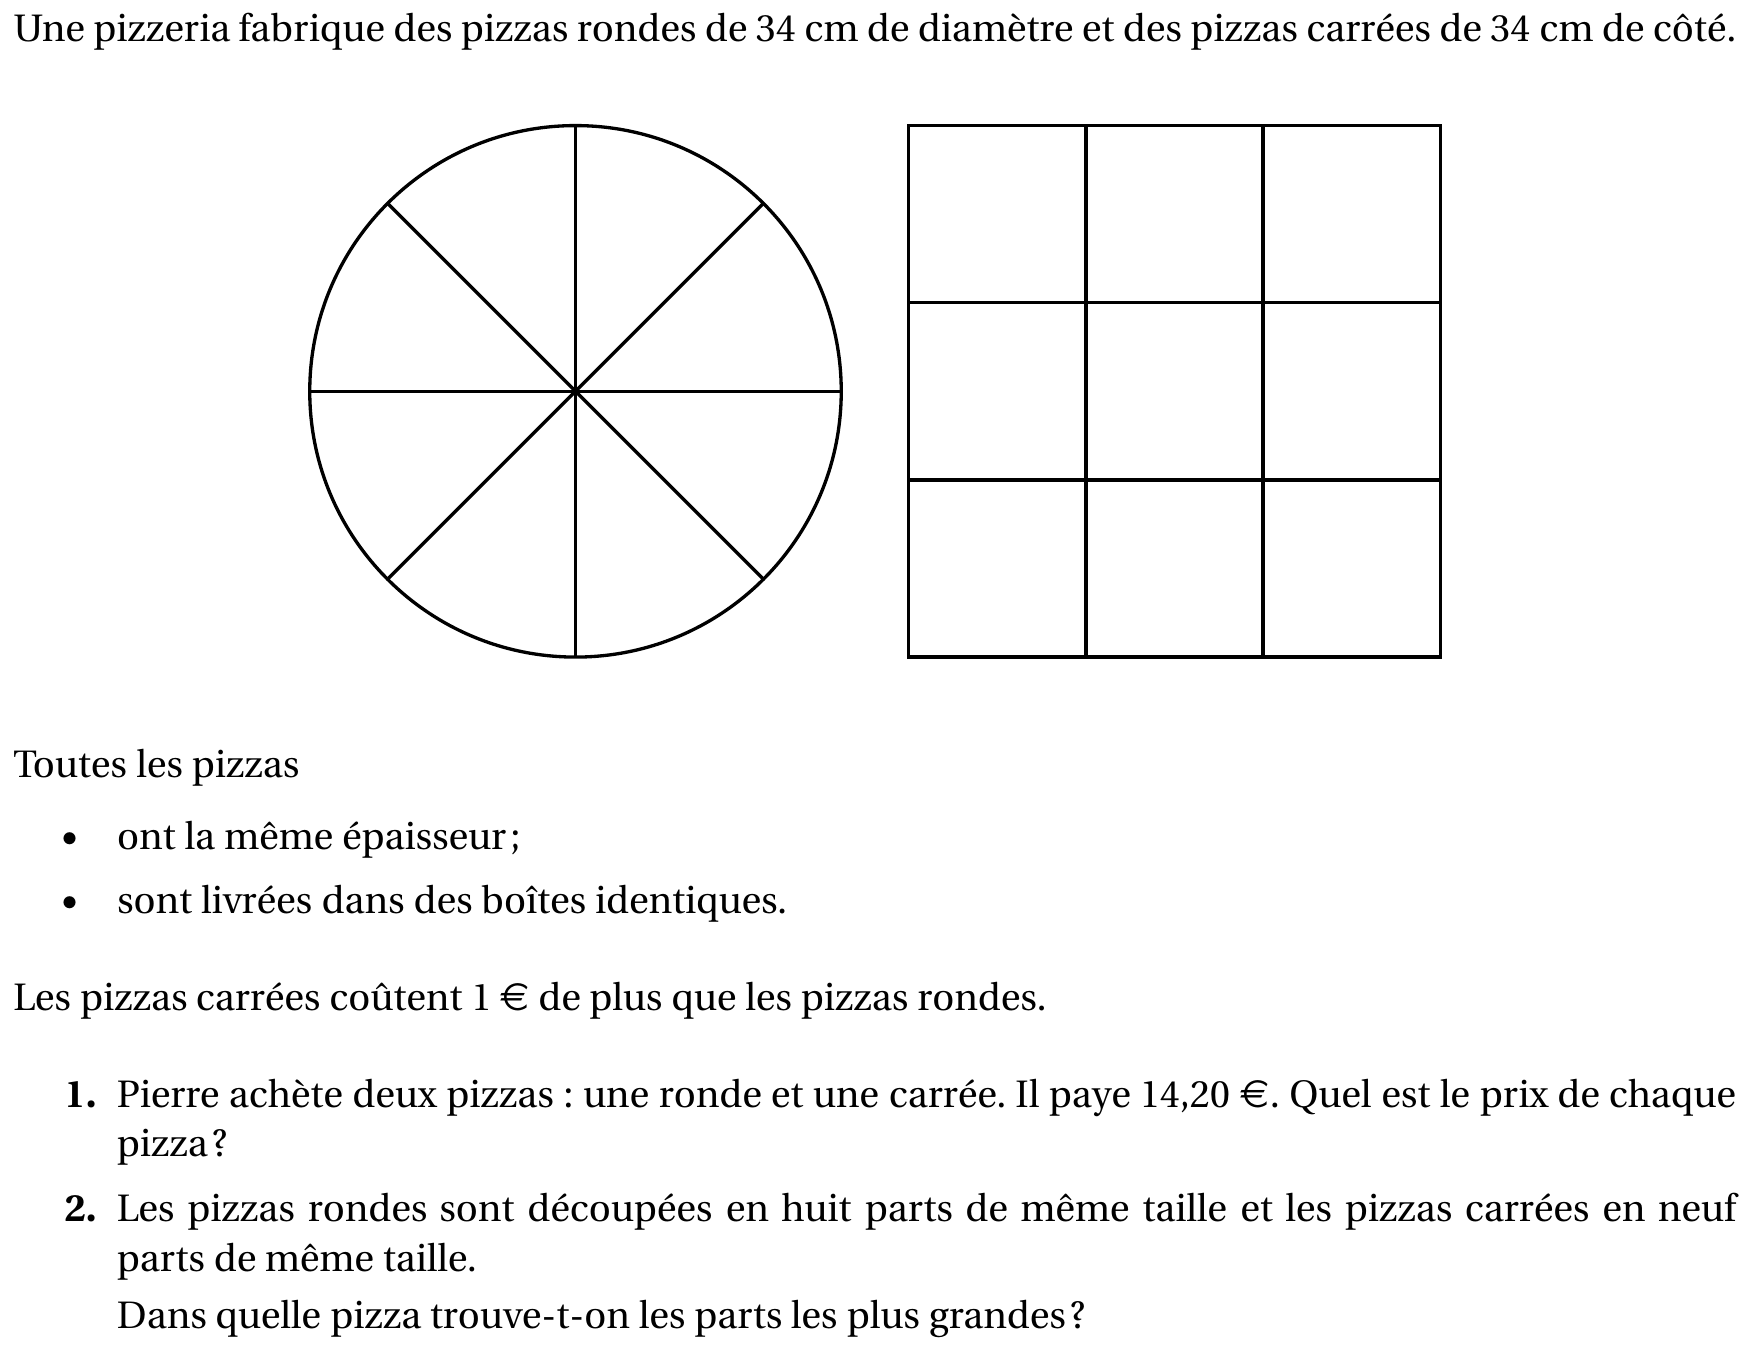 Une pizzeria fabrique des pizzas rondes de 34 cm de diamètre et des pizzas carrées de 34 cm de côté.
Toutes les pizzas
• ont la même épaisseur;
• sont livrées dans des boîtes identiques.
Les pizzas carrées coûtent 1 € de plus que les pizzas rondes.
1. Pierre achète deux pizzas : une ronde et une carrée. Il paye 14,20 €. Quel est le prix de chaque
pizza?
2. Les pizzas rondes sont découpées en huit parts de même taille et les pizzas carrées en neuf
parts de même taille.
Dans quelle pizza trouve-t-on les parts les plus grandes?